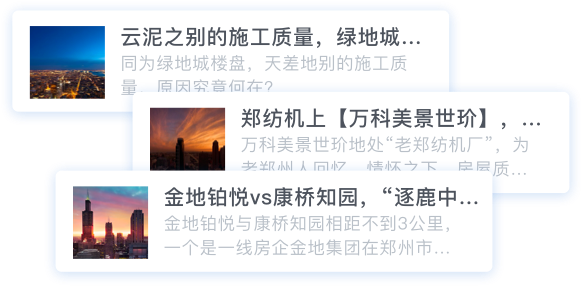 云泥之别的施工质量，绿地城...
同为绿地城楼盘，天差地别的施工质
量，原因究竟何在?
郑纺机上【万科美景世玠】，...
万科美景世玠地处“老郑纺机厂”，为
老郑州人回忆，情怀之下，房屋质...
金地铂悦vs康桥知园，“逐鹿中...
金地铂悦与康桥知园相距不到3公里，
一个是一线房企金地集团在郑州市...